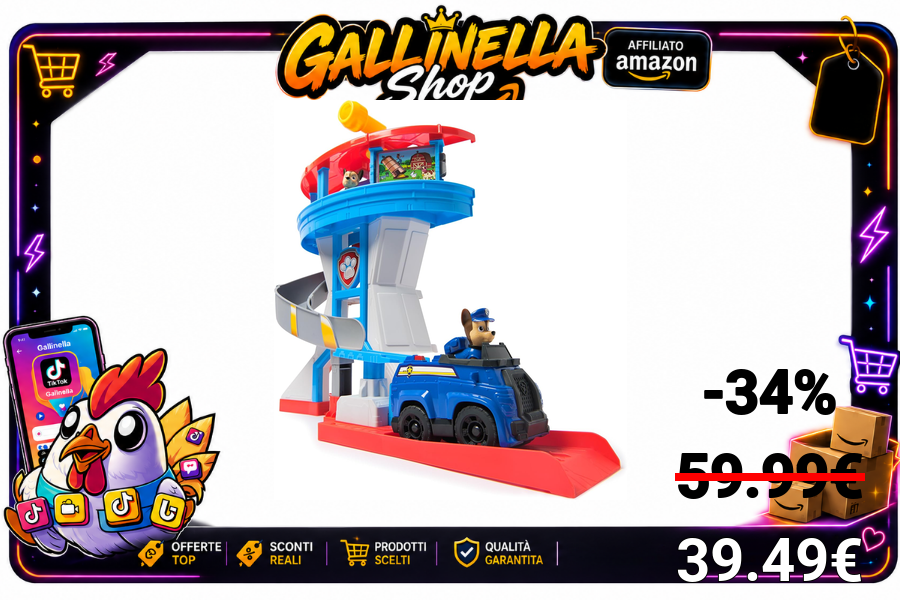 GALLINELLA
Shop
AFFILIATO
amazon
Gallinella
TikTok
Gallinella
-34%
59.99€
39.49€
OFFERTE
TOP
SCONTI
REALI
PRODOTTI
SCELTI
QUALITÀ
GARANTITA